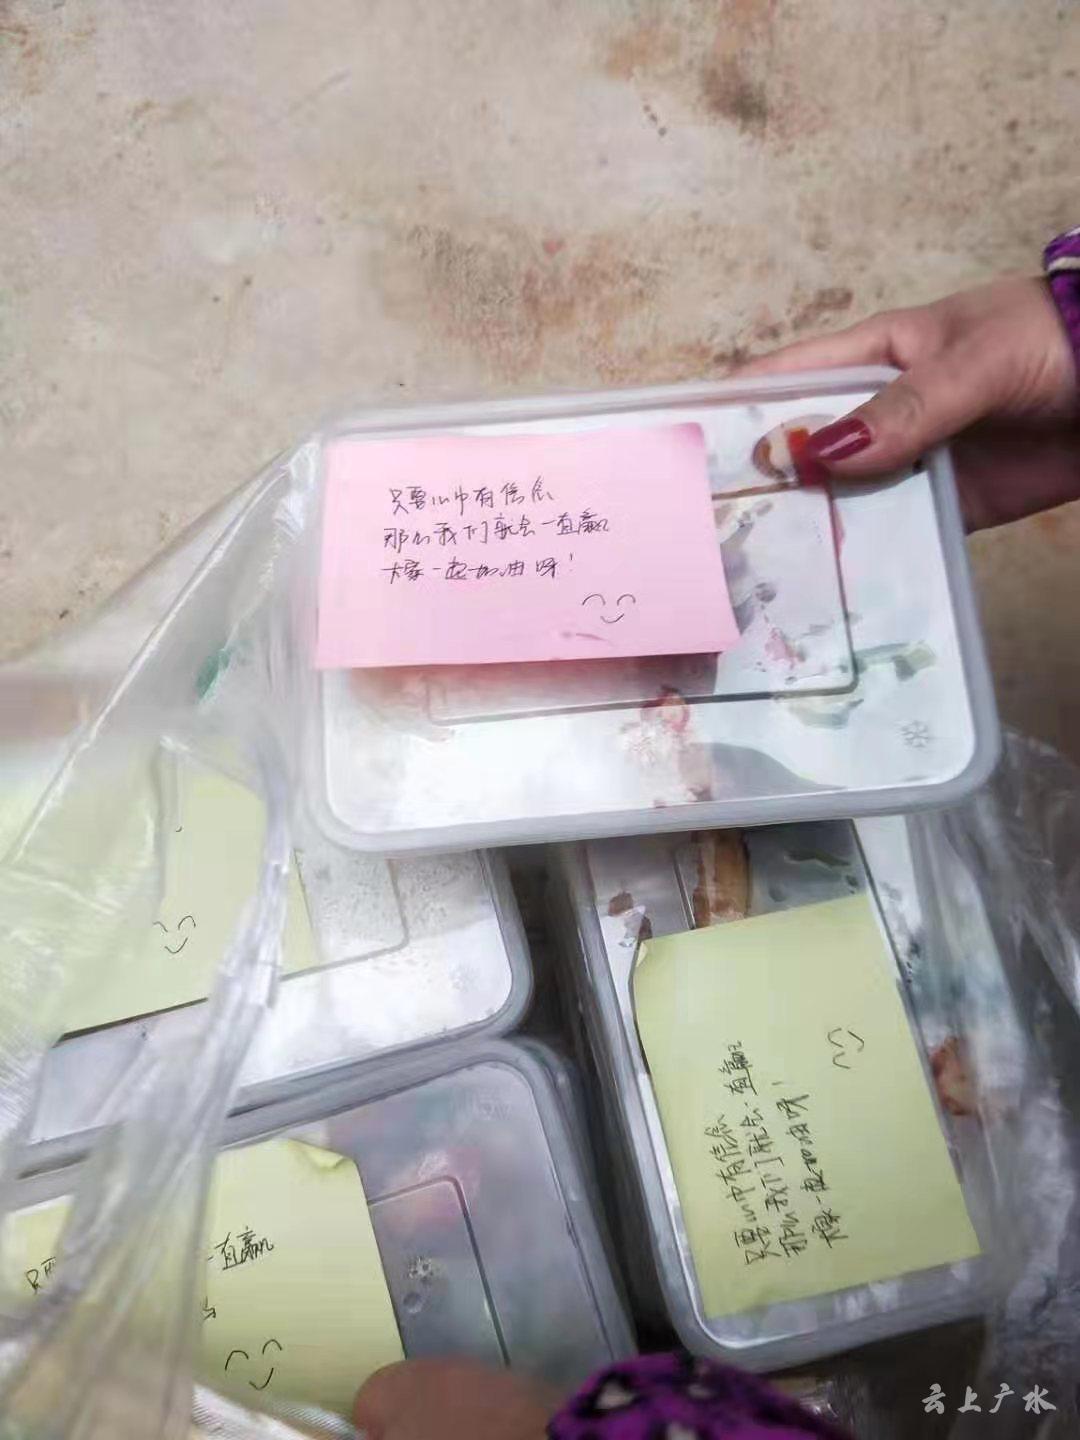 只要心中有信念
那么我们就会一直赢
大家一起加油呀！
只要心中有信念
那么我们就会一直赢
大家一起加油呀！
只要
一直赢
云上广水